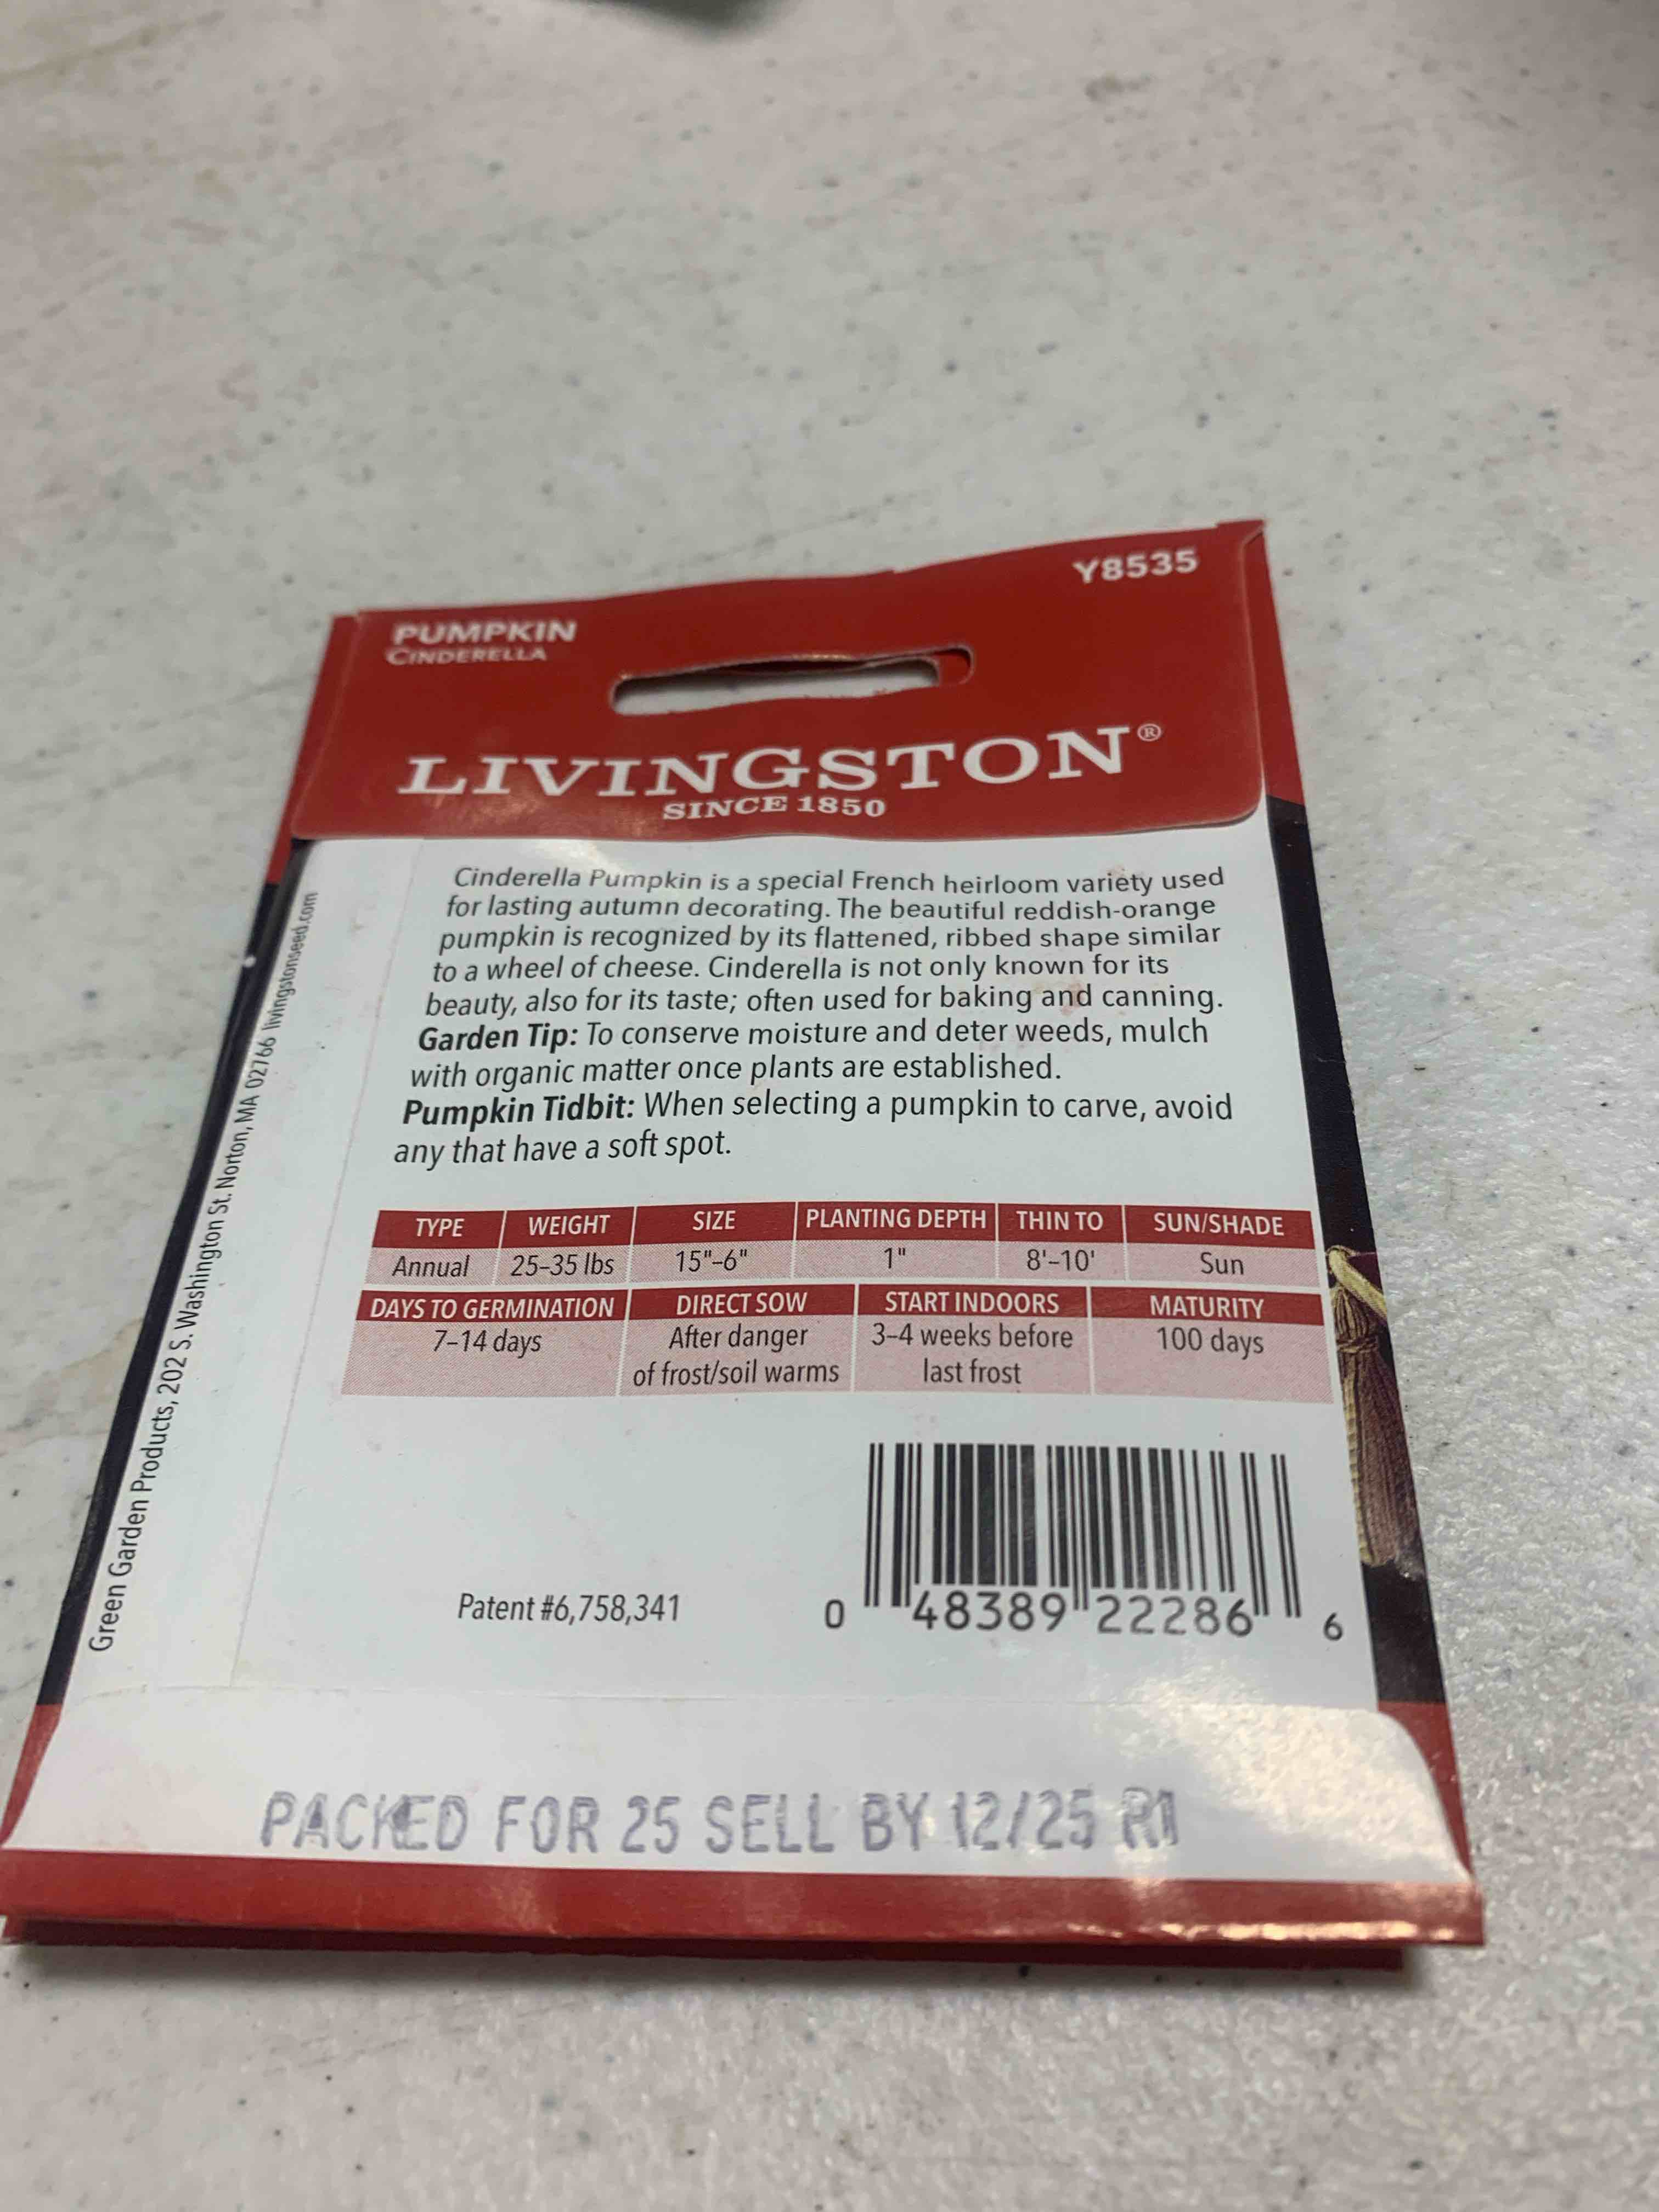 Y8535
PUMPKIN
CINDERELLA
LIVINGSTON®
SINCE 1850
Cinderella Pumpkin is a special French heirloom variety used
for lasting autumn decorating. The beautiful reddish-orange
pumpkin is recognized by its flattened, ribbed shape similar
to a wheel of cheese. Cinderella is not only known for its
beauty, also for its taste; often used for baking and canning.
Garden Tip: To conserve moisture and deter weeds, mulch
with organic matter once plants are established.
Pumpkin Tidbit: When selecting a pumpkin to carve, avoid
any that have a soft spot.
TYPE WEIGHT SIZE PLANTING DEPTH THIN TO SUN/SHADE
Annual 25–35 lbs 15"–6" 1" 8'–10' Sun
DAYS TO GERMINATION DIRECT SOW START INDOORS MATURITY
7–14 days After danger 3–4 weeks before 100 days
of frost/soil warms last frost
Patent #6,758,341
0 48389 22286 6
PACKED FOR 25 SELL BY 12/25 R1
Green Garden Products, 202 S. Washington St. Norton, MA 02766 livingstonseed.com